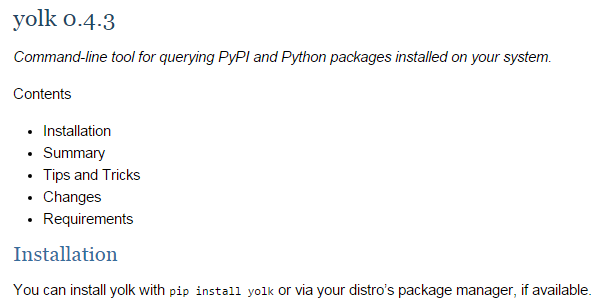 yolk 0.4.3
Command-line tool for querying PyPI and Python packages installed on your system.
Contents
Installation
Summary
Tips and Tricks
Changes
Requirements
Installation
You can install yolk with pip install yolk or via your distro’s package manager, if available.